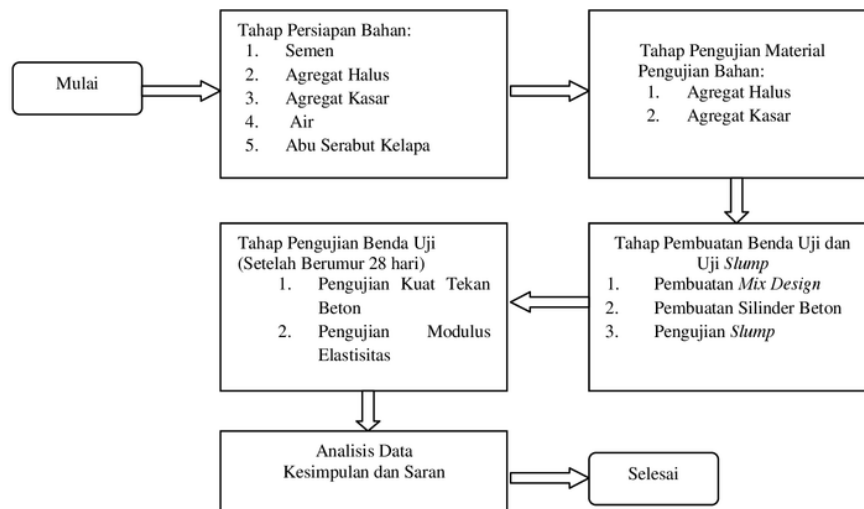 Mulai
Tahap Persiapan Bahan:
1. Semen
2. Agregat Halus
3. Agregat Kasar
4. Air
5. Abu Serabut Kelapa
Tahap Pengujian Material
Pengujian Bahan:
1. Agregat Halus
2. Agregat Kasar
Tahap Pembuatan Benda Uji dan
Uji Slump
1. Pembuatan Mix Design
2. Pembuatan Silinder Beton
3. Pengujian Slump
Tahap Pengujian Benda Uji
(Setelah Berumur 28 hari)
1. Pengujian Kuat Tekan
Beton
2. Pengujian Modulus
Elastisitas
Analisis Data
Kesimpulan dan Saran
Selesai